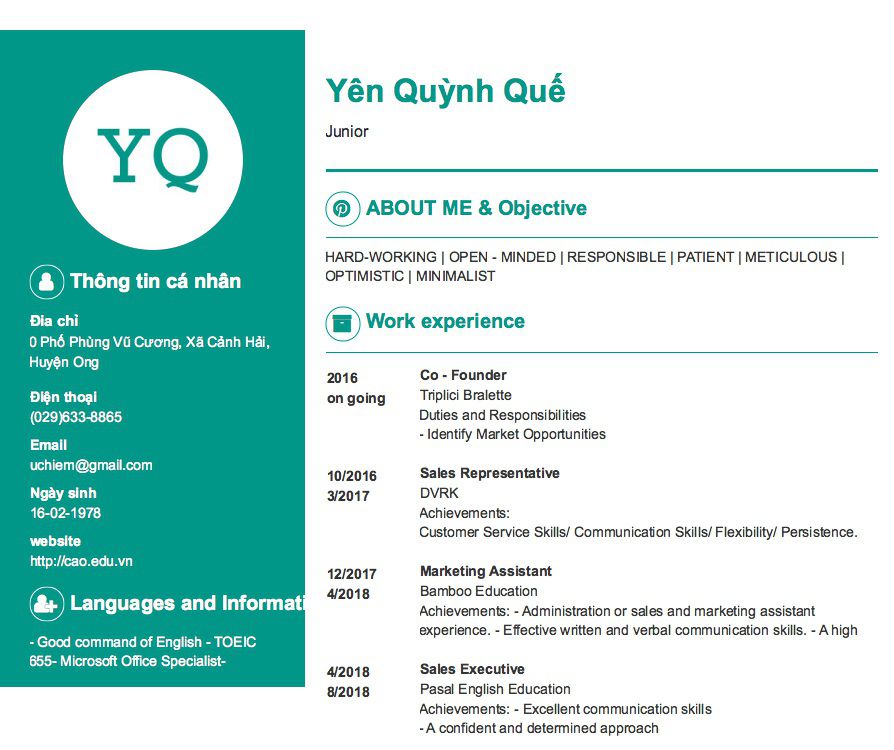 YQ
Thông tin cá nhân
Địa chỉ
0 Phố Phùng Vũ Cương, Xã Cảnh Hải,
Huyện Ong
Điện thoại
(029)633-8865
Email
uchiem@gmail.com
Ngày sinh
16-02-1978
website
http://cao.edu.vn
Languages and Informati
- Good command of English - TOEIC
655- Microsoft Office Specialist-
Yên Quỳnh Quế
Junior
ABOUT ME & Objective
HARD-WORKING | OPEN - MINDED | RESPONSIBLE | PATIENT | METICULOUS |
OPTIMISTIC | MINIMALIST
Work experience
2016
on going
Co - Founder
Triplici Bralette
Duties and Responsibilities
- Identify Market Opportunities
10/2016
3/2017
Sales Representative
DVRK
Achievements:
Customer Service Skills/ Communication Skills/ Flexibility/ Persistence.
12/2017
4/2018
Marketing Assistant
Bamboo Education
Achievements: - Administration or sales and marketing assistant
experience. - Effective written and verbal communication skills. - A high
4/2018
8/2018
Sales Executive
Pasal English Education
Achievements: - Excellent communication skills
- A confident and determined approach